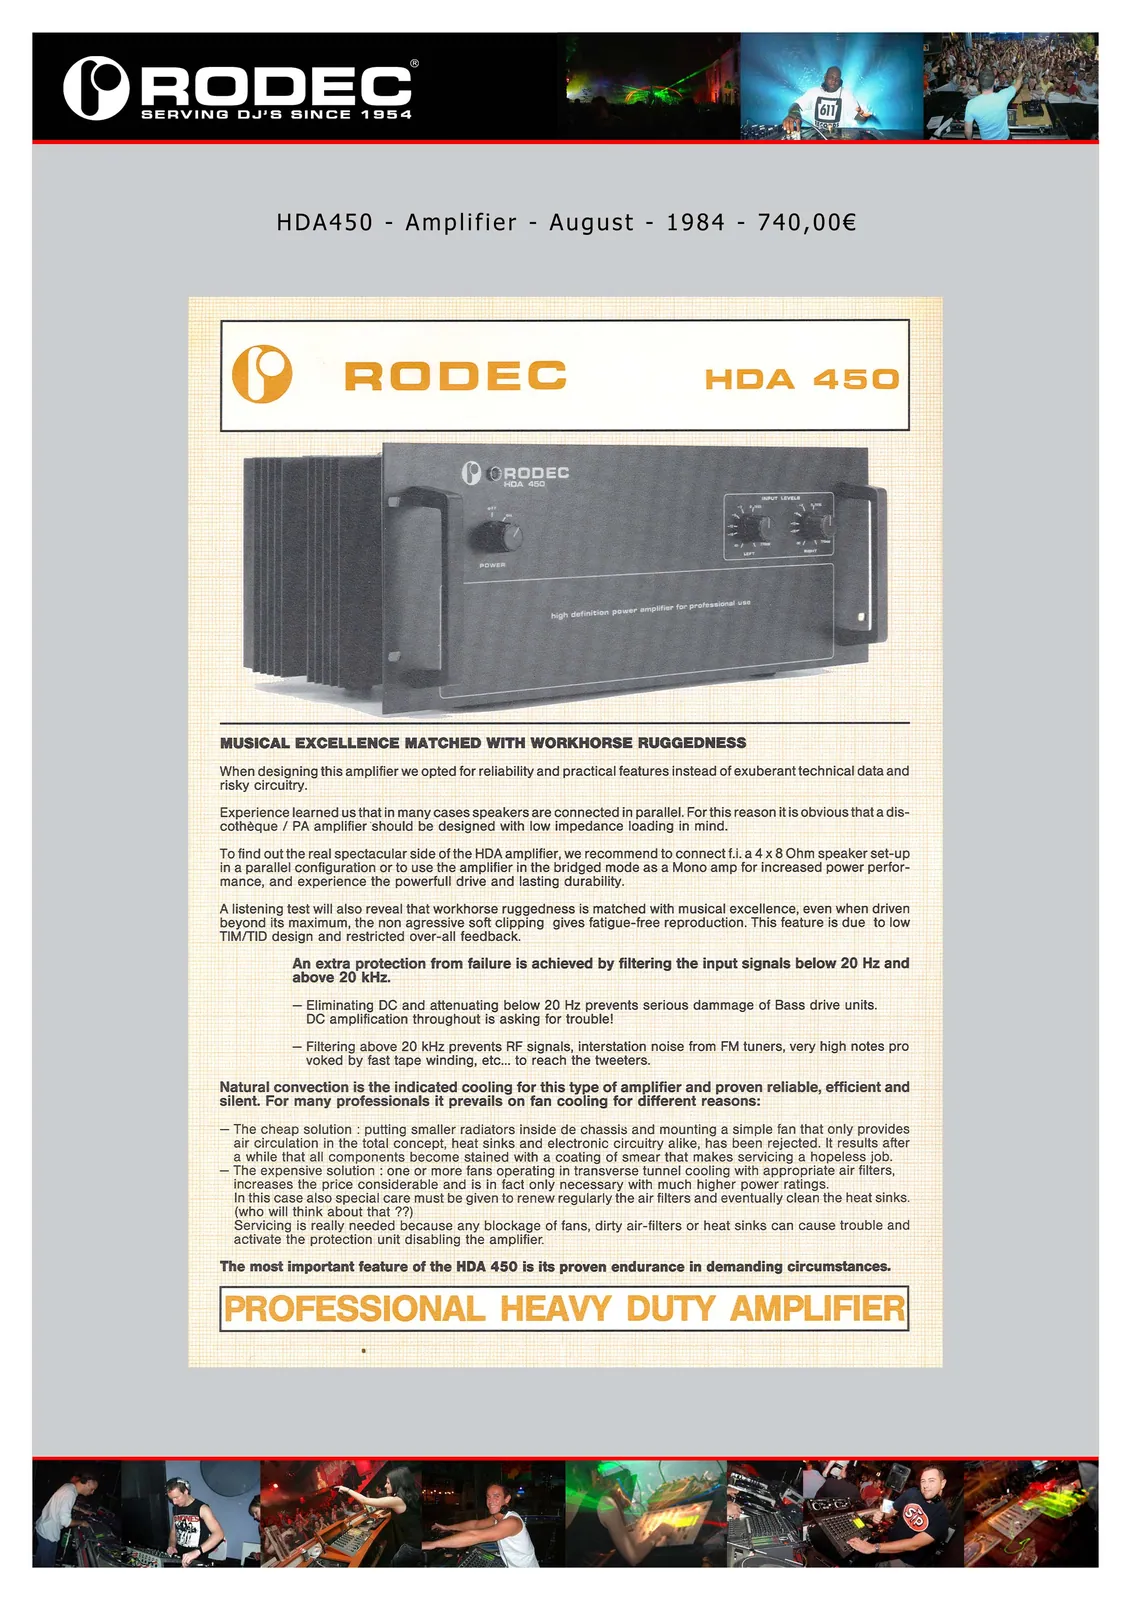 RODEC®
SERVING DJ'S SINCE 1954
611
HDA450 - Amplifier - August - 1984 - 740,00€
RODEC
HDA 450
RODEC
HDA 450
INPUT LEVELS
POWER
LEFT
RIGHT
high definition power amplifier for professional use
MUSICAL EXCELLENCE MATCHED WITH WORKHORSE RUGGEDNESS
When designing this amplifier we opted for reliability and practical features instead of exuberant technical data and
risky circuitry.
Experience learned us that in many cases speakers are connected in parallel. For this reason it is obvious that a dis-
cothèque / PA amplifier should be designed with low impedance loading in mind.
To find out the real spectacular side of the HDA amplifier, we recommend to connect f.i. a 4 x 8 Ohm speaker set-up
in a parallel configuration or to use the amplifier in the bridged mode as a Mono amp for increased power perfor-
mance, and experience the powerfull drive and lasting durability.
A listening test will also reveal that workhorse ruggedness is matched with musical excellence, even when driven
beyond its maximum, the non agressive soft clipping gives fatigue-free reproduction. This feature is due to low
TIM/TID design and restricted over-all feedback.
An extra protection from failure is achieved by filtering the input signals below 20 Hz and
above 20 kHz.
— Eliminating DC and attenuating below 20 Hz prevents serious dammage of Bass drive units.
DC amplification throughout is asking for trouble!
— Filtering above 20 kHz prevents RF signals, interstation noise from FM tuners, very high notes pro
voked by fast tape winding, etc... to reach the tweeters.
Natural convection is the indicated cooling for this type of amplifier and proven reliable, efficient and
silent. For many professionals it prevails on fan cooling for different reasons:
— The cheap solution : putting smaller radiators inside de chassis and mounting a simple fan that only provides
air circulation in the total concept, heat sinks and electronic circuitry alike, has been rejected. It results after
a while that all components become stained with a coating of smear that makes servicing a hopeless job.
— The expensive solution : one or more fans operating in transverse tunnel cooling with appropriate air filters,
increases the price considerable and is in fact only necessary with much higher power ratings.
In this case also special care must be given to renew regularly the air filters and eventually clean the heat sinks.
(who will think about that ??)
Servicing is really needed because any blockage of fans, dirty air-filters or heat sinks can cause trouble and
activate the protection unit disabling the amplifier.
The most important feature of the HDA 450 is its proven endurance in demanding circumstances.
PROFESSIONAL HEAVY DUTY AMPLIFIER